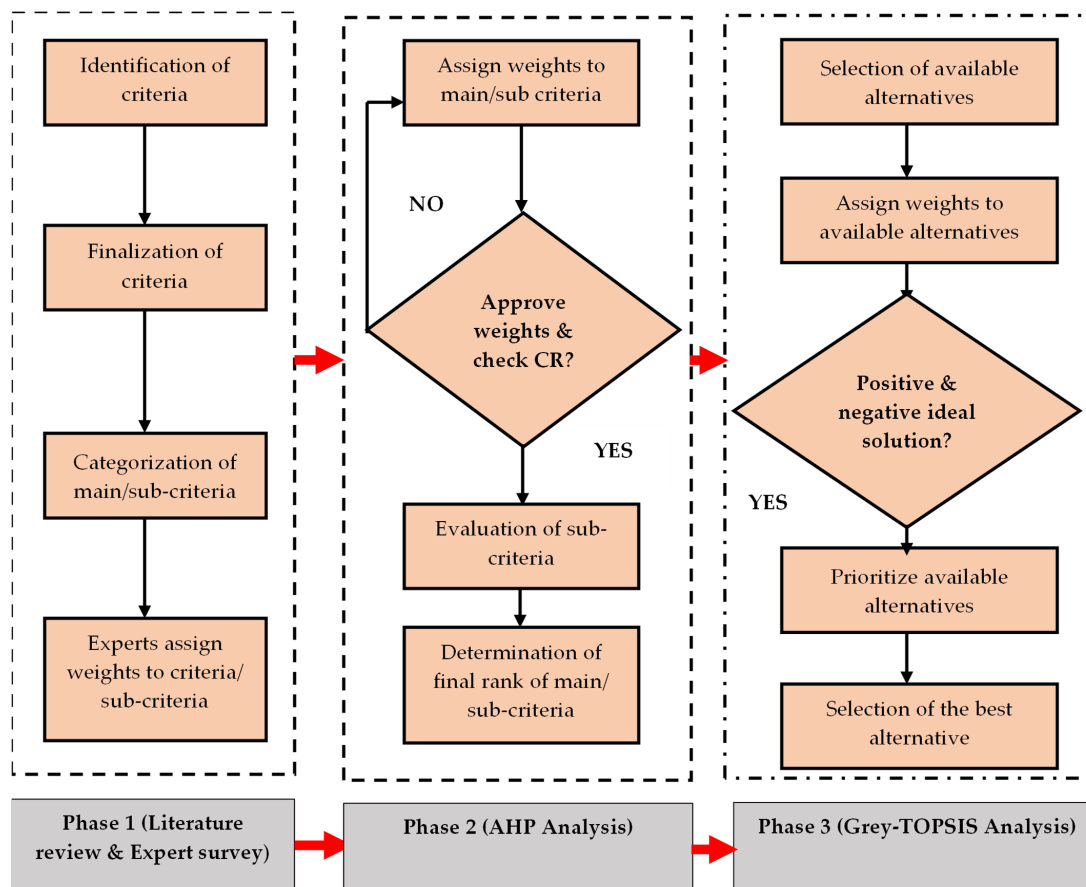 Identification of
criteria
Finalization of
criteria
Categorization of
main/sub-criteria
Experts assign
weights to criteria/
sub-criteria
Phase 1 (Literature
review & Expert survey)
Assign weights to
main/sub criteria
NO
Approve
weights &
check CR?
YES
Evaluation of sub-
criteria
Determination of
final rank of main/
sub-criteria
Phase 2 (AHP Analysis)
Selection of available
alternatives
Assign weights to
available alternatives
Positive &
negative ideal
solution?
YES
Prioritize available
alternatives
Selection of the best
alternative
Phase 3 (Grey-TOPSIS Analysis)